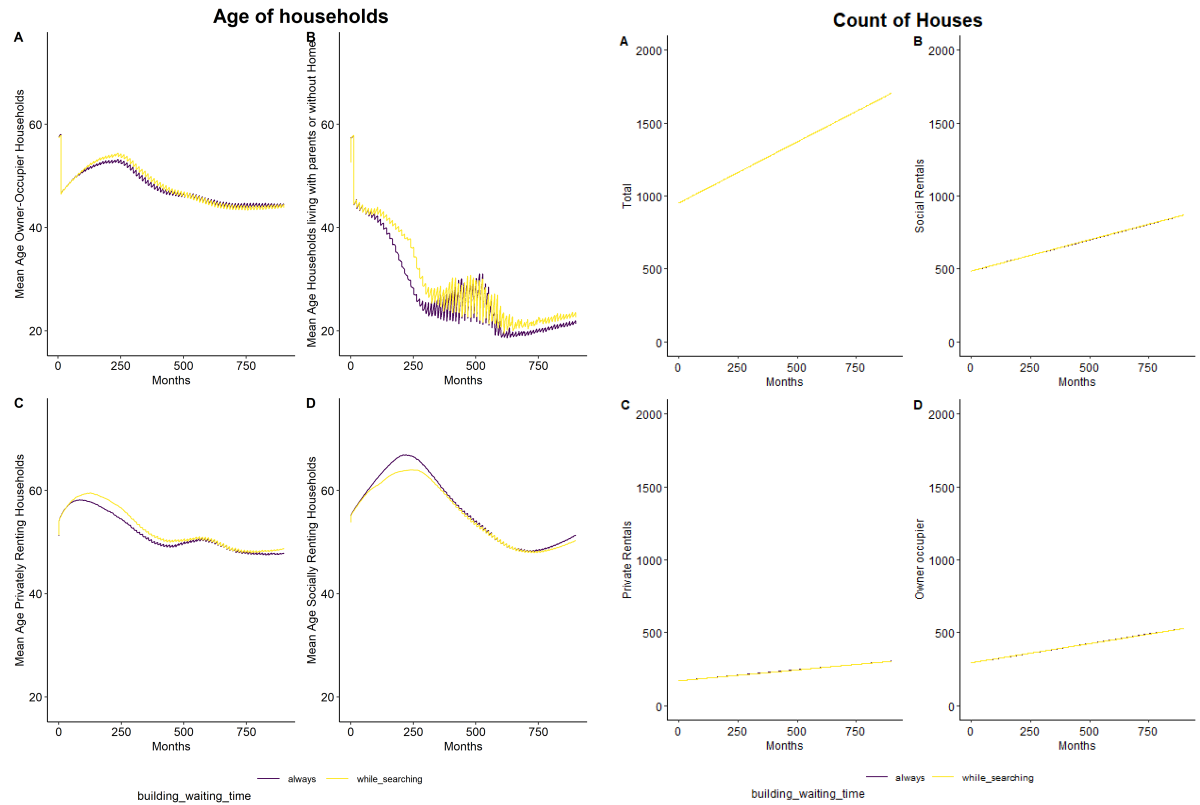 Age of households
A
Mean Age Owner-Occupier Households
60
40
20
0
250
500
750
Months
B
Mean Age Households living with parents or without Home
60
40
20
0
250
500
750
Months
C
Mean Age Privately Renting Households
60
40
20
0
250
500
750
Months
D
Mean Age Socially Renting Households
60
40
20
0
250
500
750
Months
always
while_searching
building_waiting_time
Count of Houses
A
Total
2000
1500
1000
500
0
0
250
500
750
Months
B
Social Rentals
2000
1500
1000
500
0
0
250
500
750
Months
C
Private Rentals
2000
1500
1000
500
0
0
250
500
750
Months
D
Owner occupier
2000
1500
1000
500
0
0
250
500
750
Months
always
while_searching
building_waiting_time